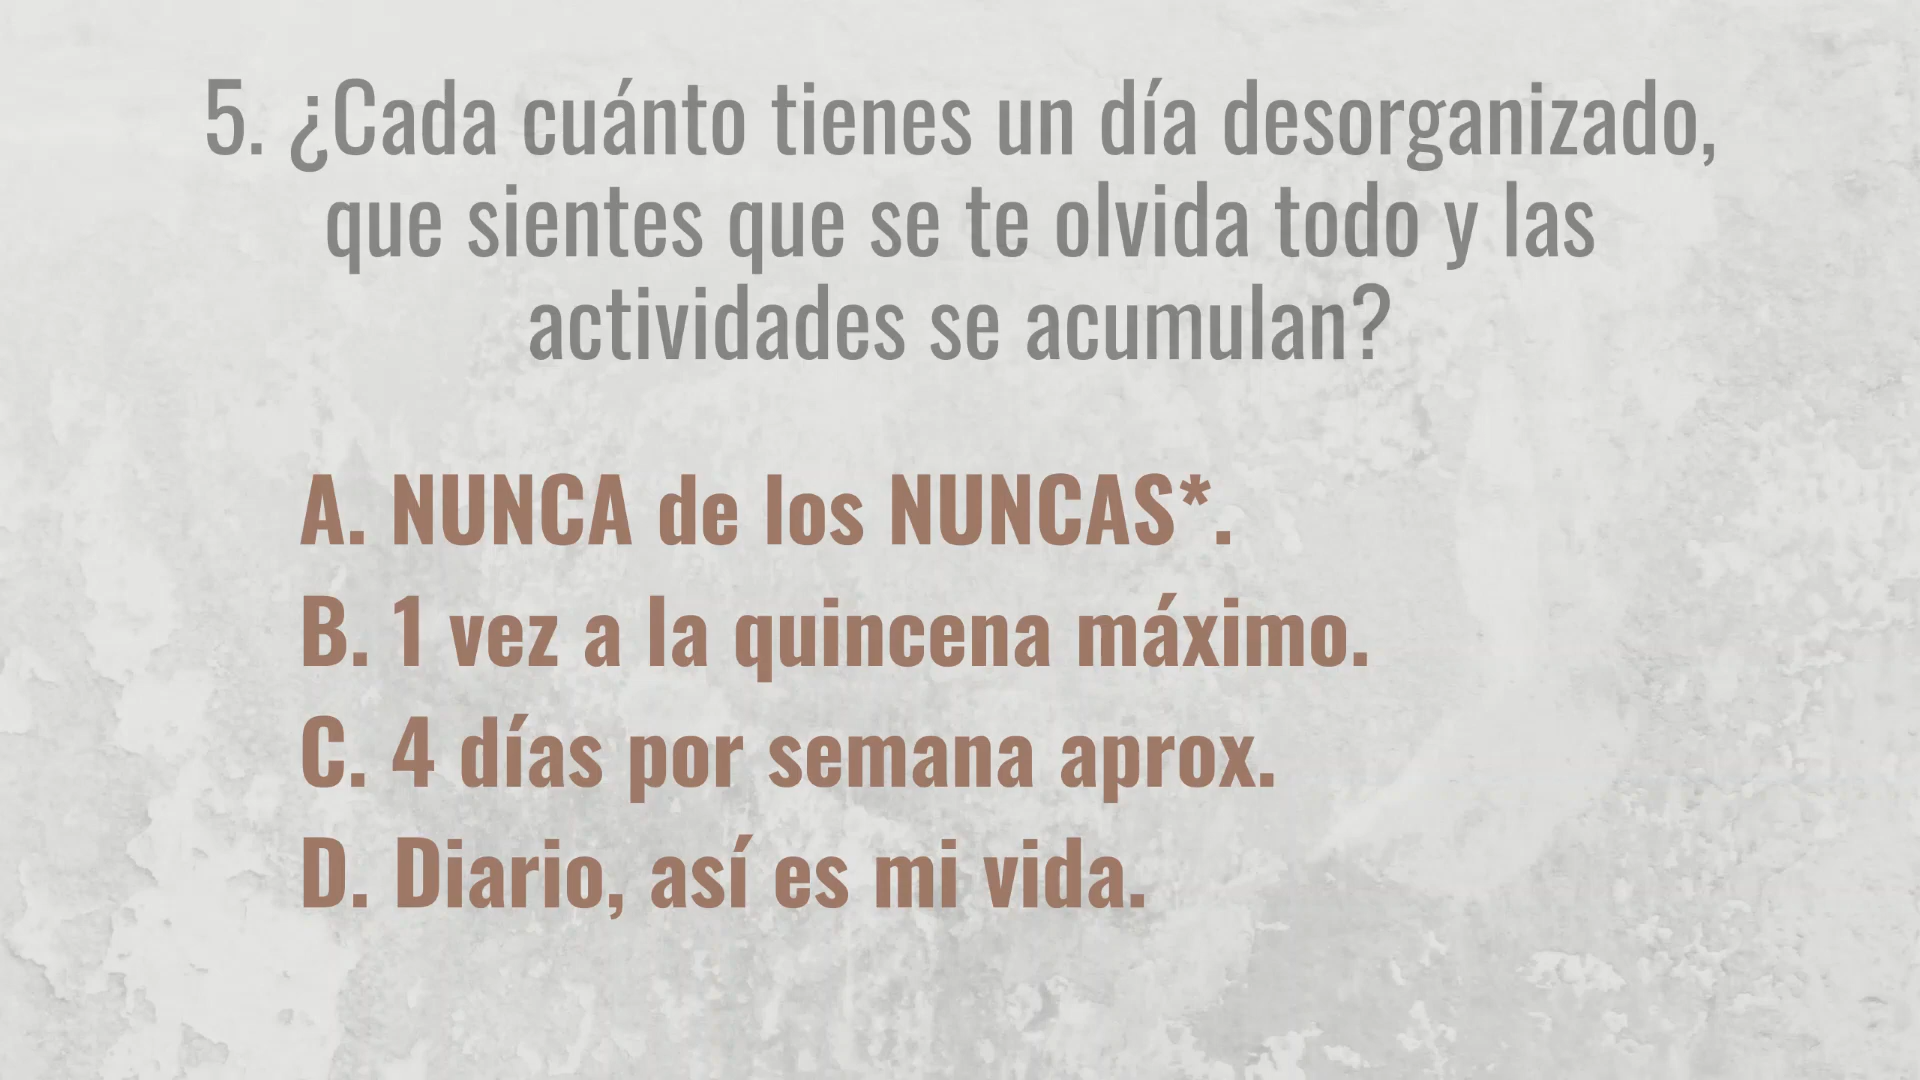 5. ¿Cada cuánto tienes un día desorganizado,
que sientes que se te olvida todo y las
actividades se acumulan?
A. NUNCA de los NUNCAS*.
B. 1 vez a la quincena máximo.
C. 4 días por semana aprox.
D. Diario, así es mi vida.